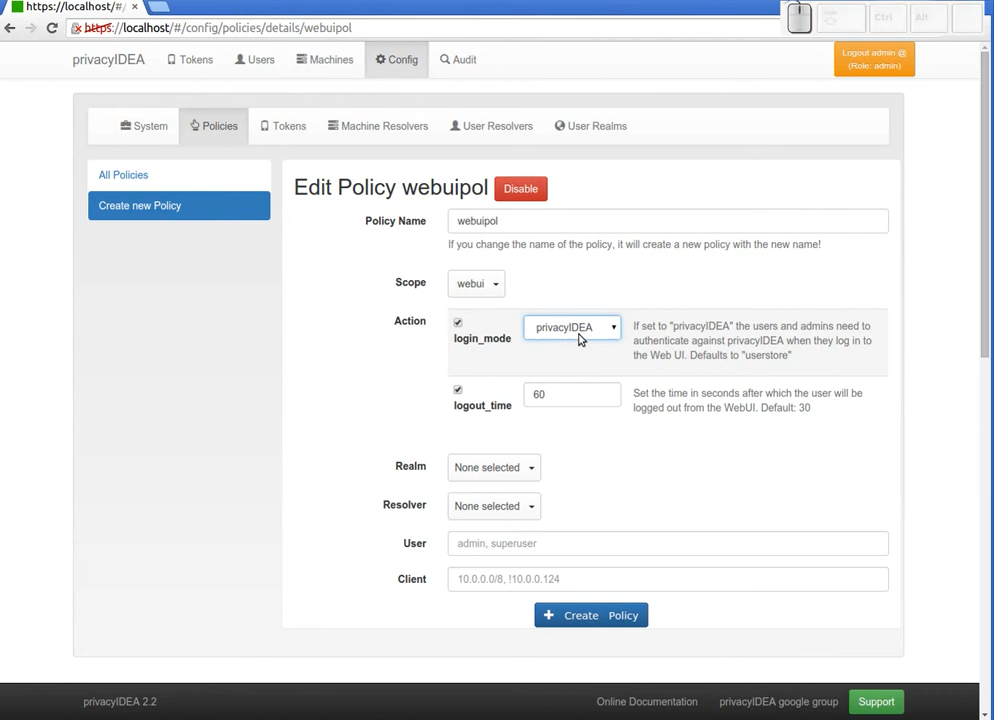 https://localhost/#/
https://localhost/#/config/policies/details/webuipol
Ctrl
Alt
privacyIDEA
Tokens
Users
Machines
Config
Audit
Logout admin @
(Role: admin)
System
Policies
Tokens
Machine Resolvers
User Resolvers
User Realms
All Policies
Create new Policy
Edit Policy webuipol
Disable
Policy Name
webuipol
If you change the name of the policy, it will create a new policy with the new name!
Scope
webui
Action
login_mode
privacyIDEA
If set to "privacyIDEA" the users and admins need to
authenticate against privacyIDEA when they log in to
the Web UI. Defaults to "userstore"
logout_time
60
Set the time in seconds after which the user will be
logged out from the WebUI. Default: 30
Realm
None selected
Resolver
None selected
User
admin, superuser
Client
10.0.0.0/8, !10.0.0.124
Create Policy
privacyIDEA 2.2
Online Documentation
privacyIDEA google group
Support